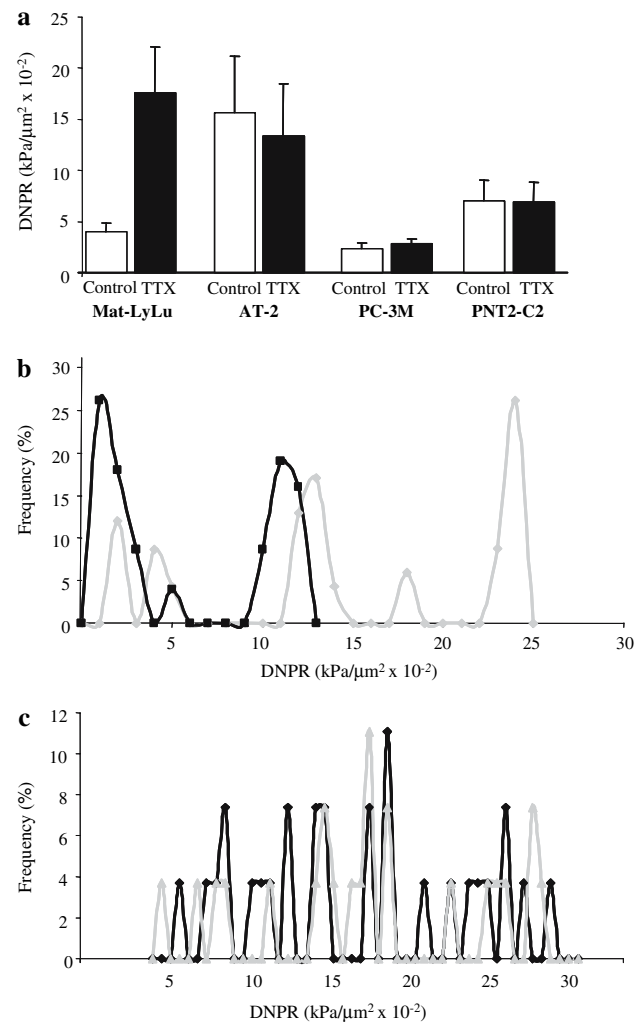 a
DNPR (kPa/µm² x 10⁻²)
25
20
15
10
5
0
Control TTX Control TTX Control TTX Control TTX
Mat-LyLu AT-2 PC-3M PNT2-C2
b
Frequency (%)
30
25
20
15
10
5
0
5 10 15 20 25 30
DNPR (kPa/µm² x 10⁻²)
c
Frequency (%)
12
10
8
6
4
2
0
5 10 15 20 25 30
DNPR (kPa/µm² x 10⁻²)